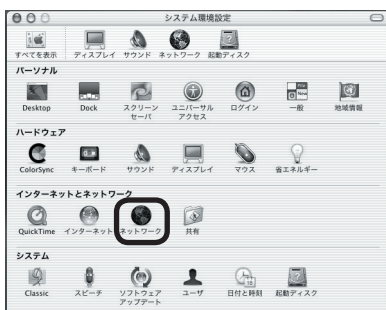 システム環境設定
すべてを表示 ディスプレイ サウンド ネットワーク 起動ディスク
パーソナル
Desktop Dock スクリーン セーバ ユニバーサル アクセス ログイン 一般 地域情報
ハードウェア
ColorSync キーボード サウンド ディスプレイ マウス 省エネルギー
インターネットとネットワーク
QuickTime インターネット ネットワーク 共有
システム
Classic スピーチ ソフトウェア アップデート ユーザ 日付と時刻 起動ディスク